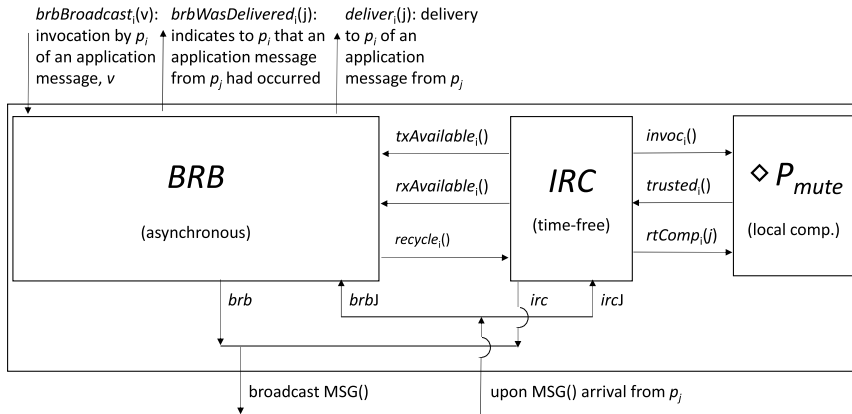 brbBroadcastᵢ(v):
invocation by pᵢ
of an application
message, v
brbWasDeliveredᵢ(j):
indicates to pᵢ that an
application message
from pⱼ had occurred
deliverᵢ(j): delivery
to pᵢ of an
application
message from pⱼ
BRB
(asynchronous)
txAvailableᵢ()
rxAvailableᵢ()
recycleᵢ()
IRC
(time-free)
invocᵢ()
trustedᵢ()
rtCompᵢ(j)
◇ P_mute
(local comp.)
brb
brbJ
irc
ircJ
broadcast MSG()
upon MSG() arrival from pⱼ